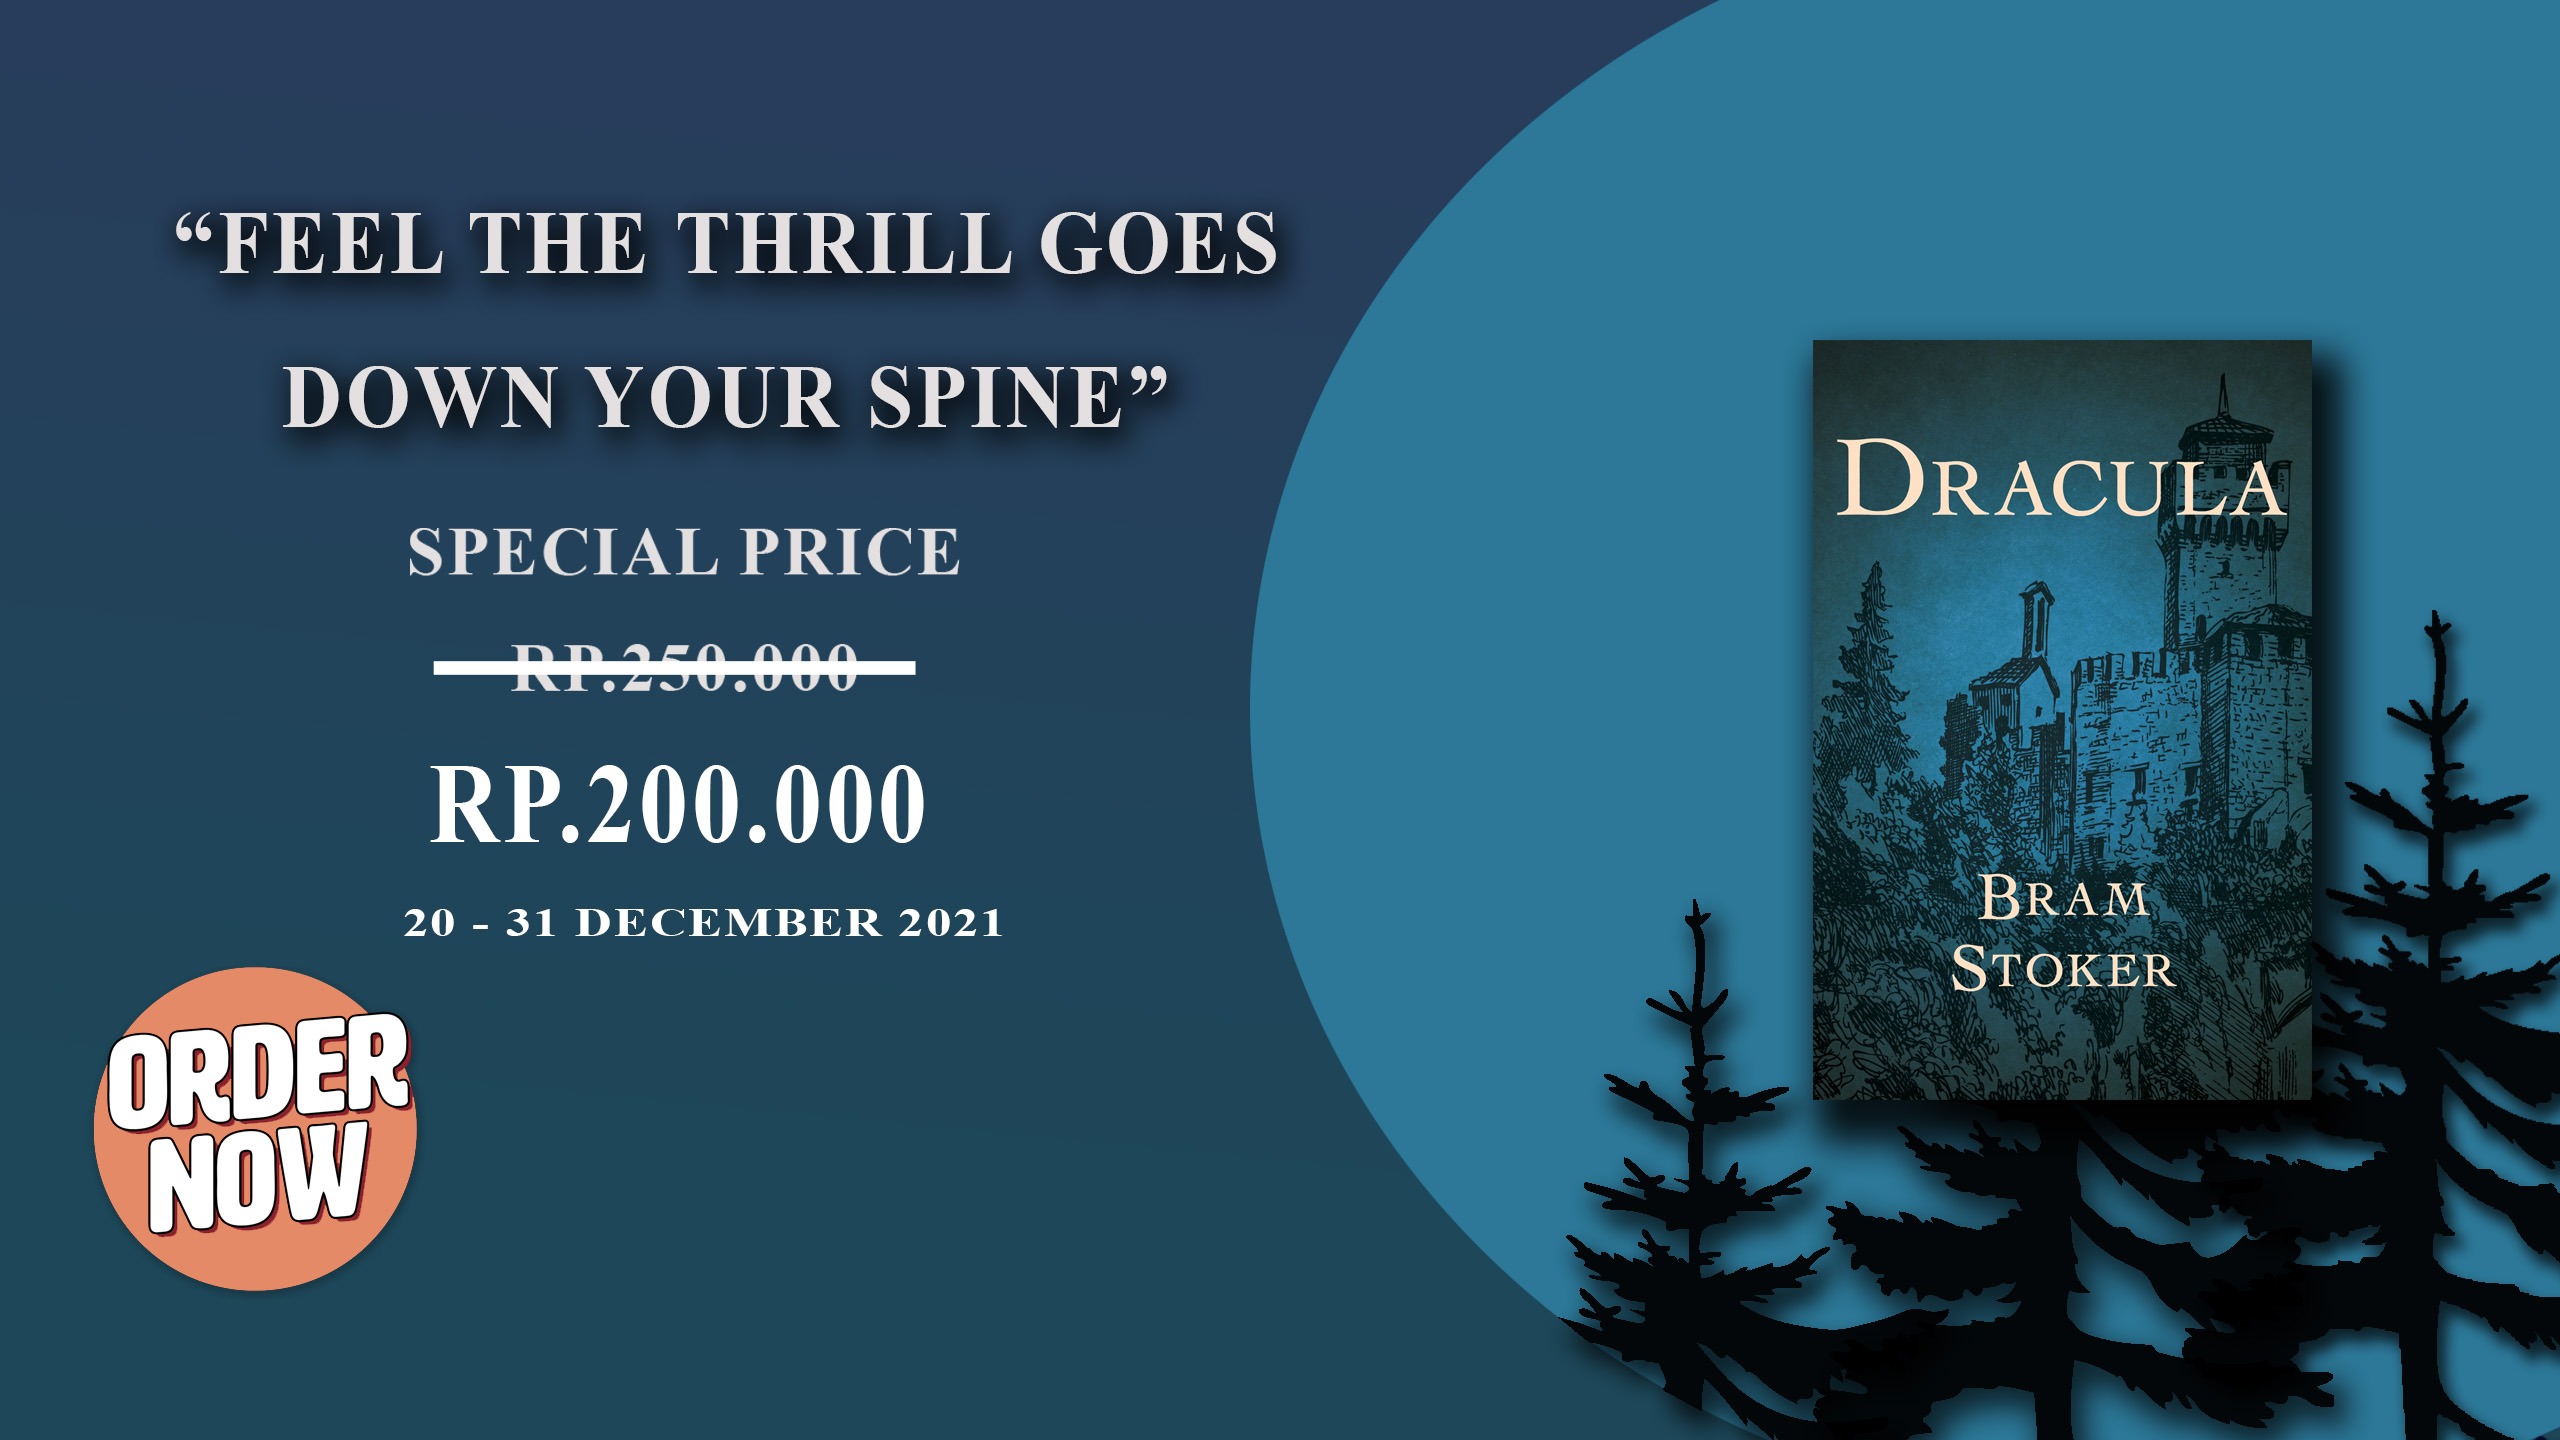 “FEEL THE THRILL GOES
DOWN YOUR SPINE”
SPECIAL PRICE
RP.250.000
RP.200.000
20 - 31 DECEMBER 2021
ORDER
NOW
DRACULA
BRAM
STOKER